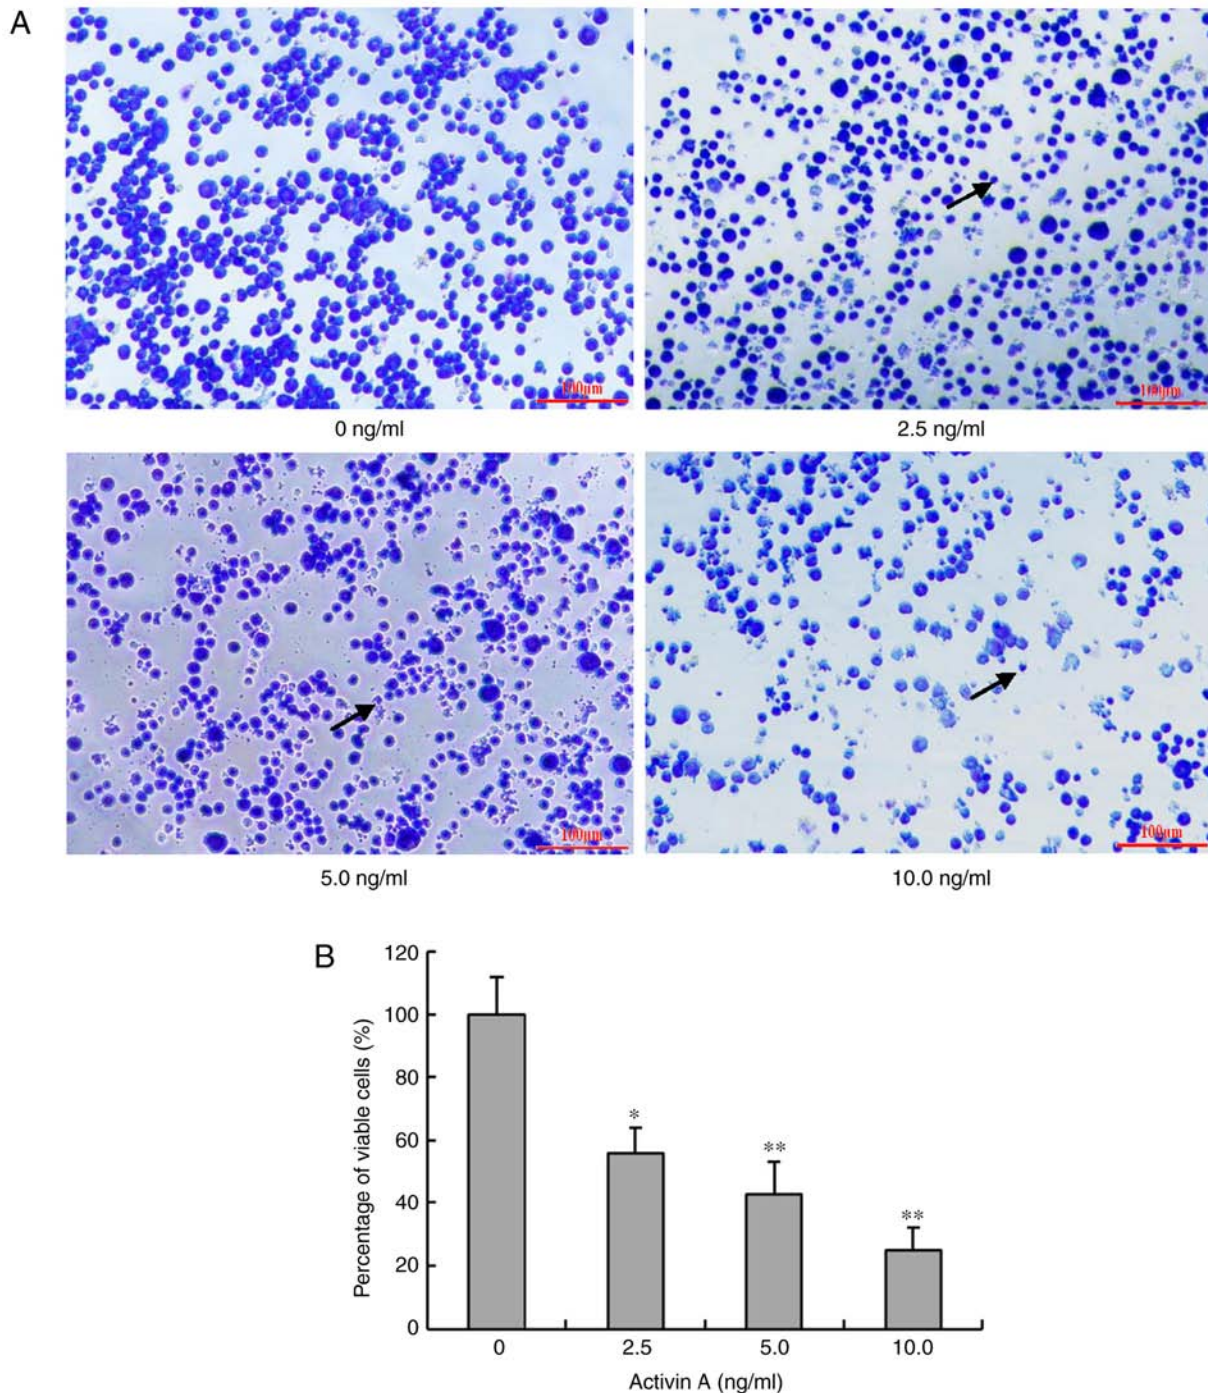 A
100µm
100µm
0 ng/ml
2.5 ng/ml
100µm
100µm
5.0 ng/ml
10.0 ng/ml
B
Percentage of viable cells (%)
120
100
80
60
40
20
0
*
**
**
0
2.5
5.0
10.0
Activin A (ng/ml)